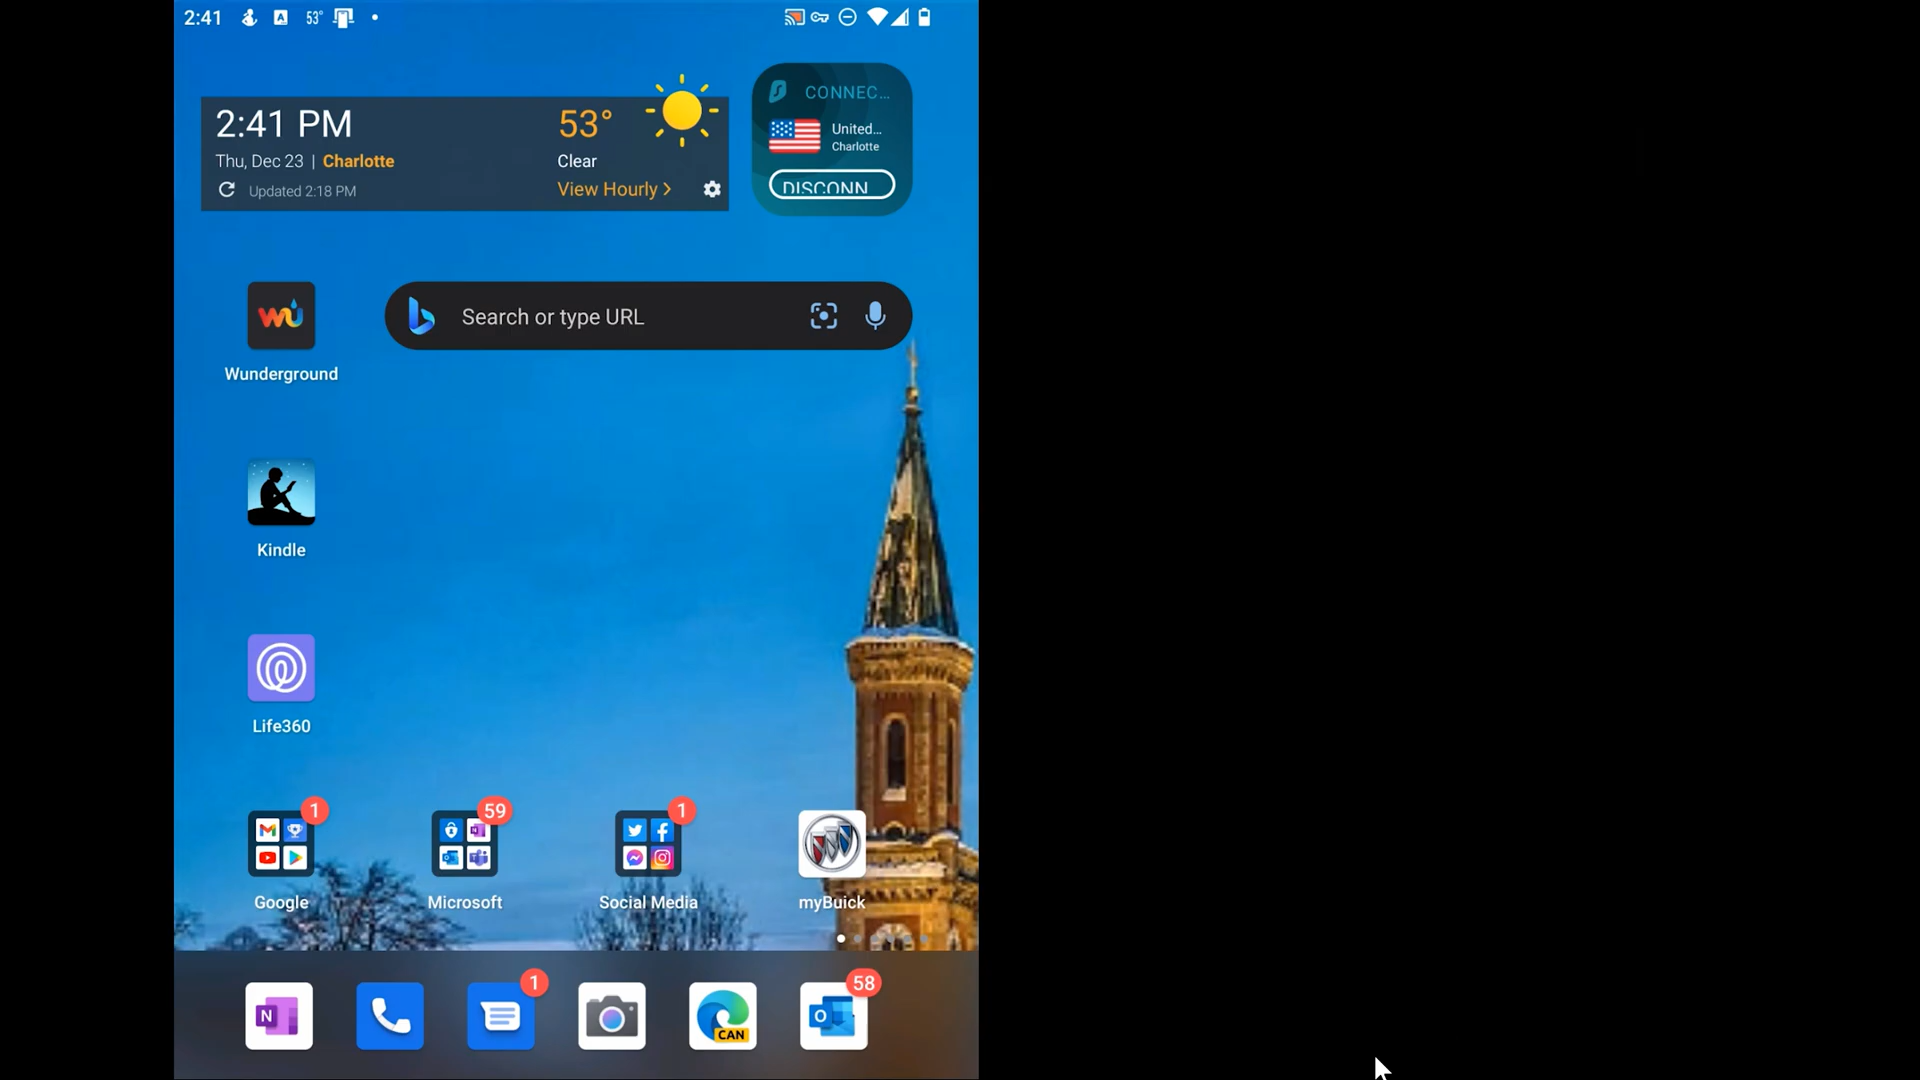 2:41
A
53°
2:41 PM
53°
Thu, Dec 23 | Charlotte
Clear
Updated 2:18 PM
View Hourly >
CONNEC...
United...
Charlotte
DISCONN
wu
Search or type URL
Wunderground
Kindle
Life360
1
59
1
Google
Microsoft
Social Media
myBuick
1
58
N
CAN
O